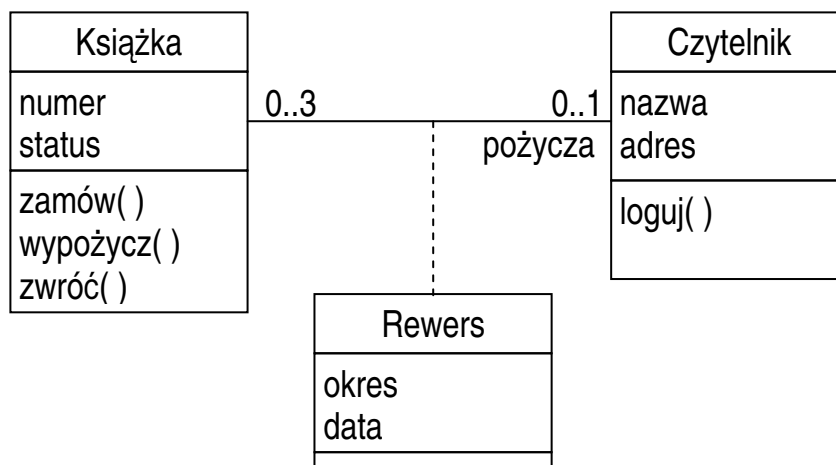 Książka
numer
status
zamów( )
wypożycz( )
zwróć( )
0..3
0..1
pożycza
Czytelnik
nazwa
adres
loguj( )
Rewers
okres
data